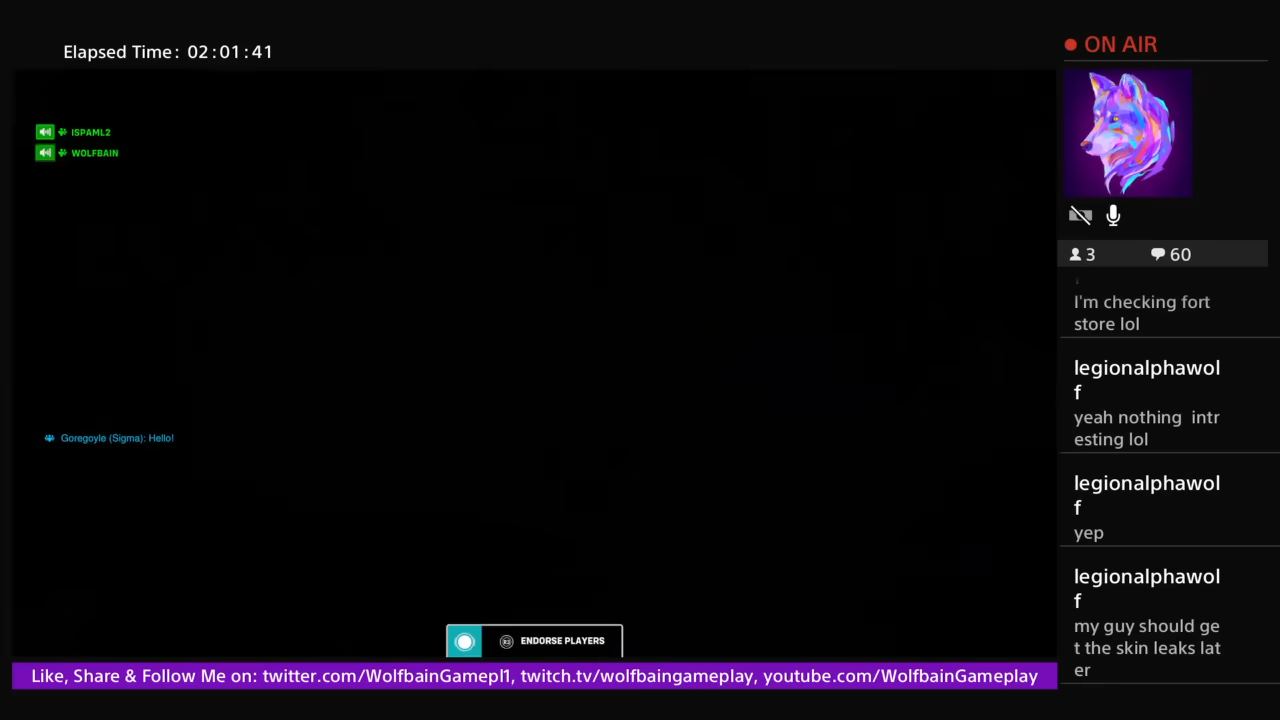 Elapsed Time: 02:01:41
ON AIR
ISPAML2
WOLFBAIN
3 60
I'm checking fort
store lol
legionalphawol
f
yeah nothing intr
esting lol
Goregoyle (Sigma): Hello!
legionalphawol
f
yep
legionalphawol
f
my guy should ge
t the skin leaks lat
er
R3 ENDORSE PLAYERS
Like, Share & Follow Me on: twitter.com/WolfbainGamepl1, twitch.tv/wolfbaingameplay, youtube.com/WolfbainGameplay